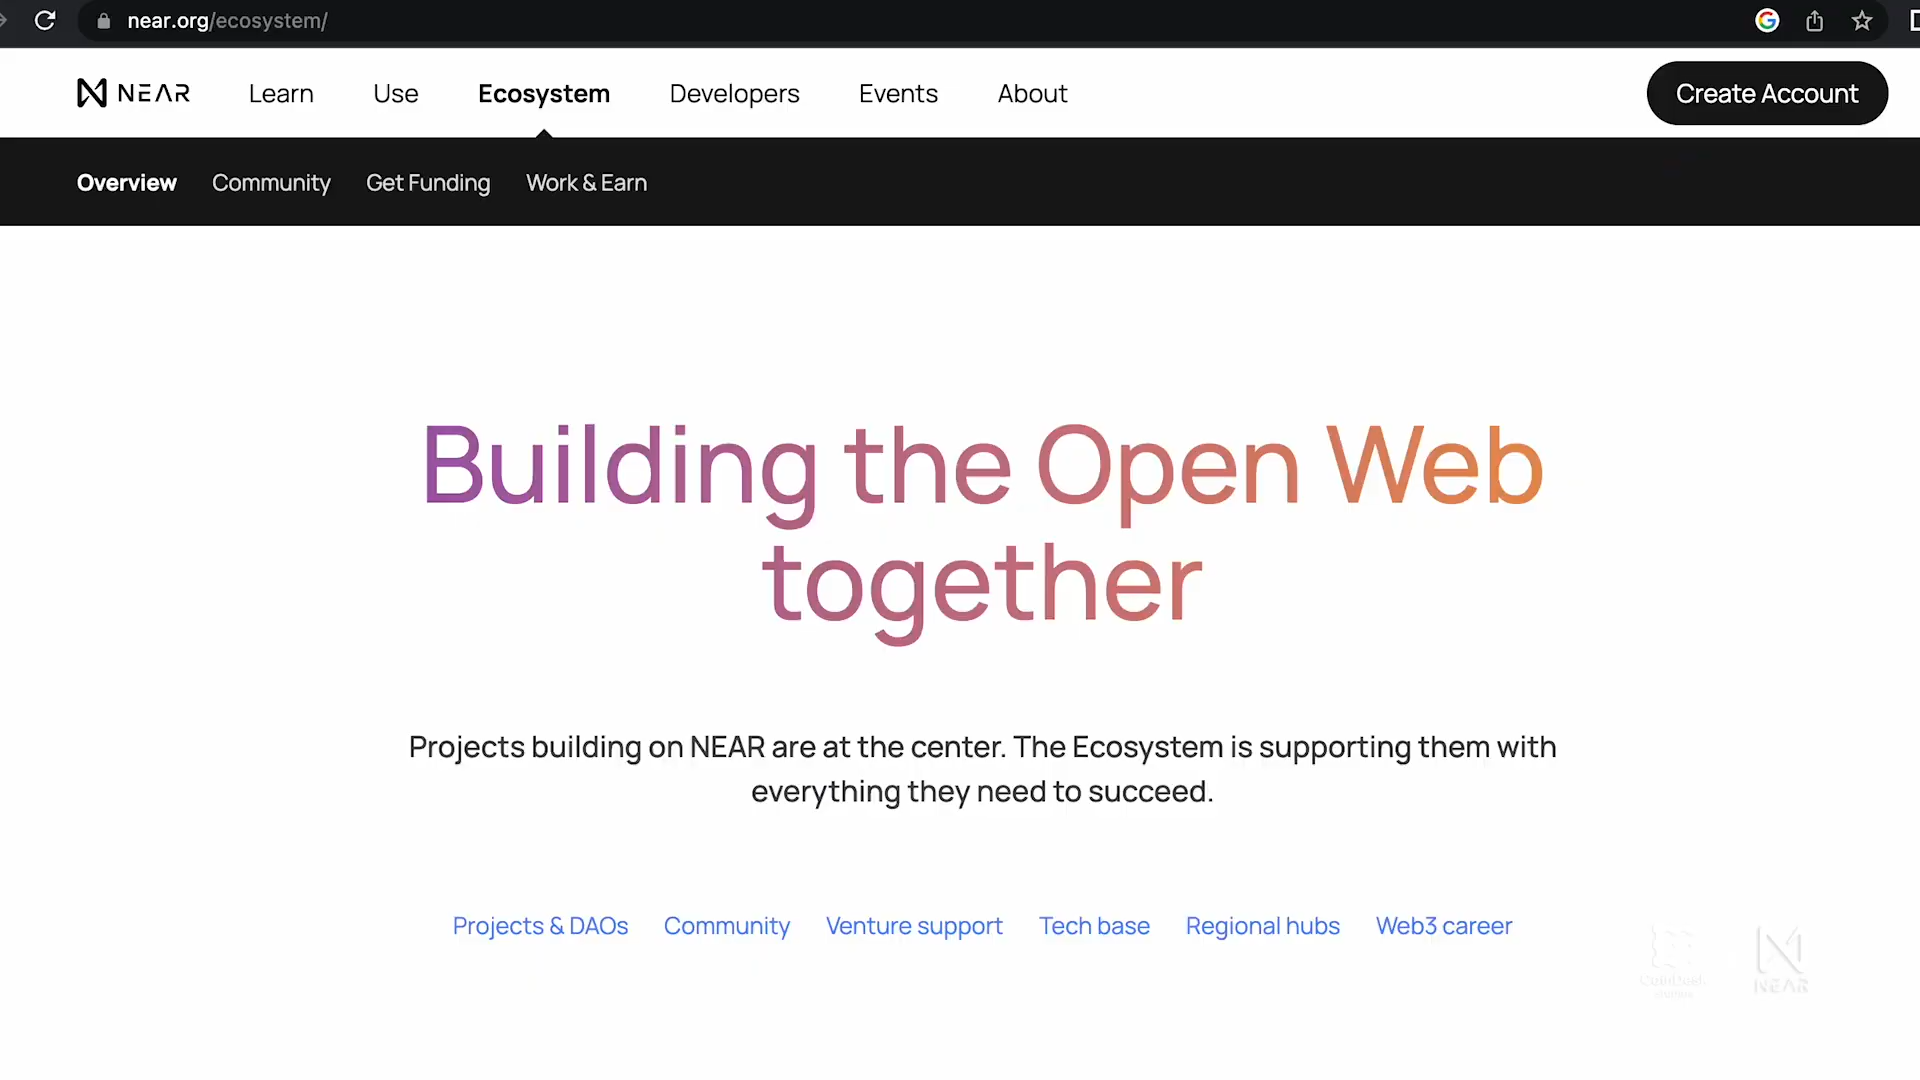 near.org/ecosystem/
NEAR Learn Use Ecosystem Developers Events About Create Account
Overview Community Get Funding Work & Earn
Building the Open Web
together
Projects building on NEAR are at the center. The Ecosystem is supporting them with
everything they need to succeed.
Projects & DAOs Community Venture support Tech base Regional hubs Web3 career
NEAR